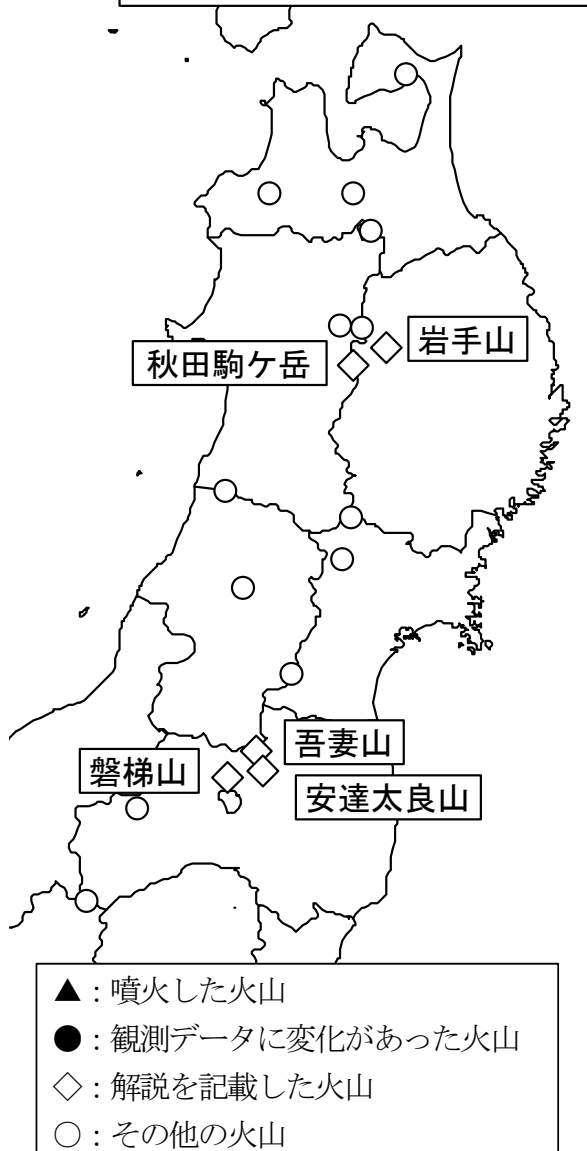 岩手山
秋田駒ケ岳
吾妻山
磐梯山
安達太良山
▲：噴火した火山
●：観測データに変化があった火山
◇：解説を記載した火山
○：その他の火山